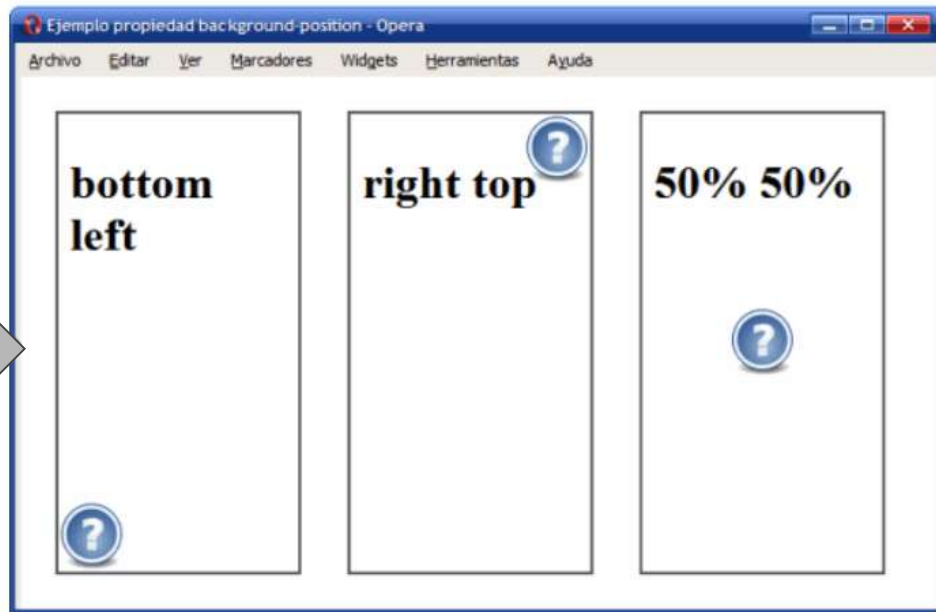 Ejemplo propiedad background-position - Opera
Archivo Editar Ver Marcadores Widgets Herramientas Ayuda
bottom
left
?
right top
?
50% 50%
?